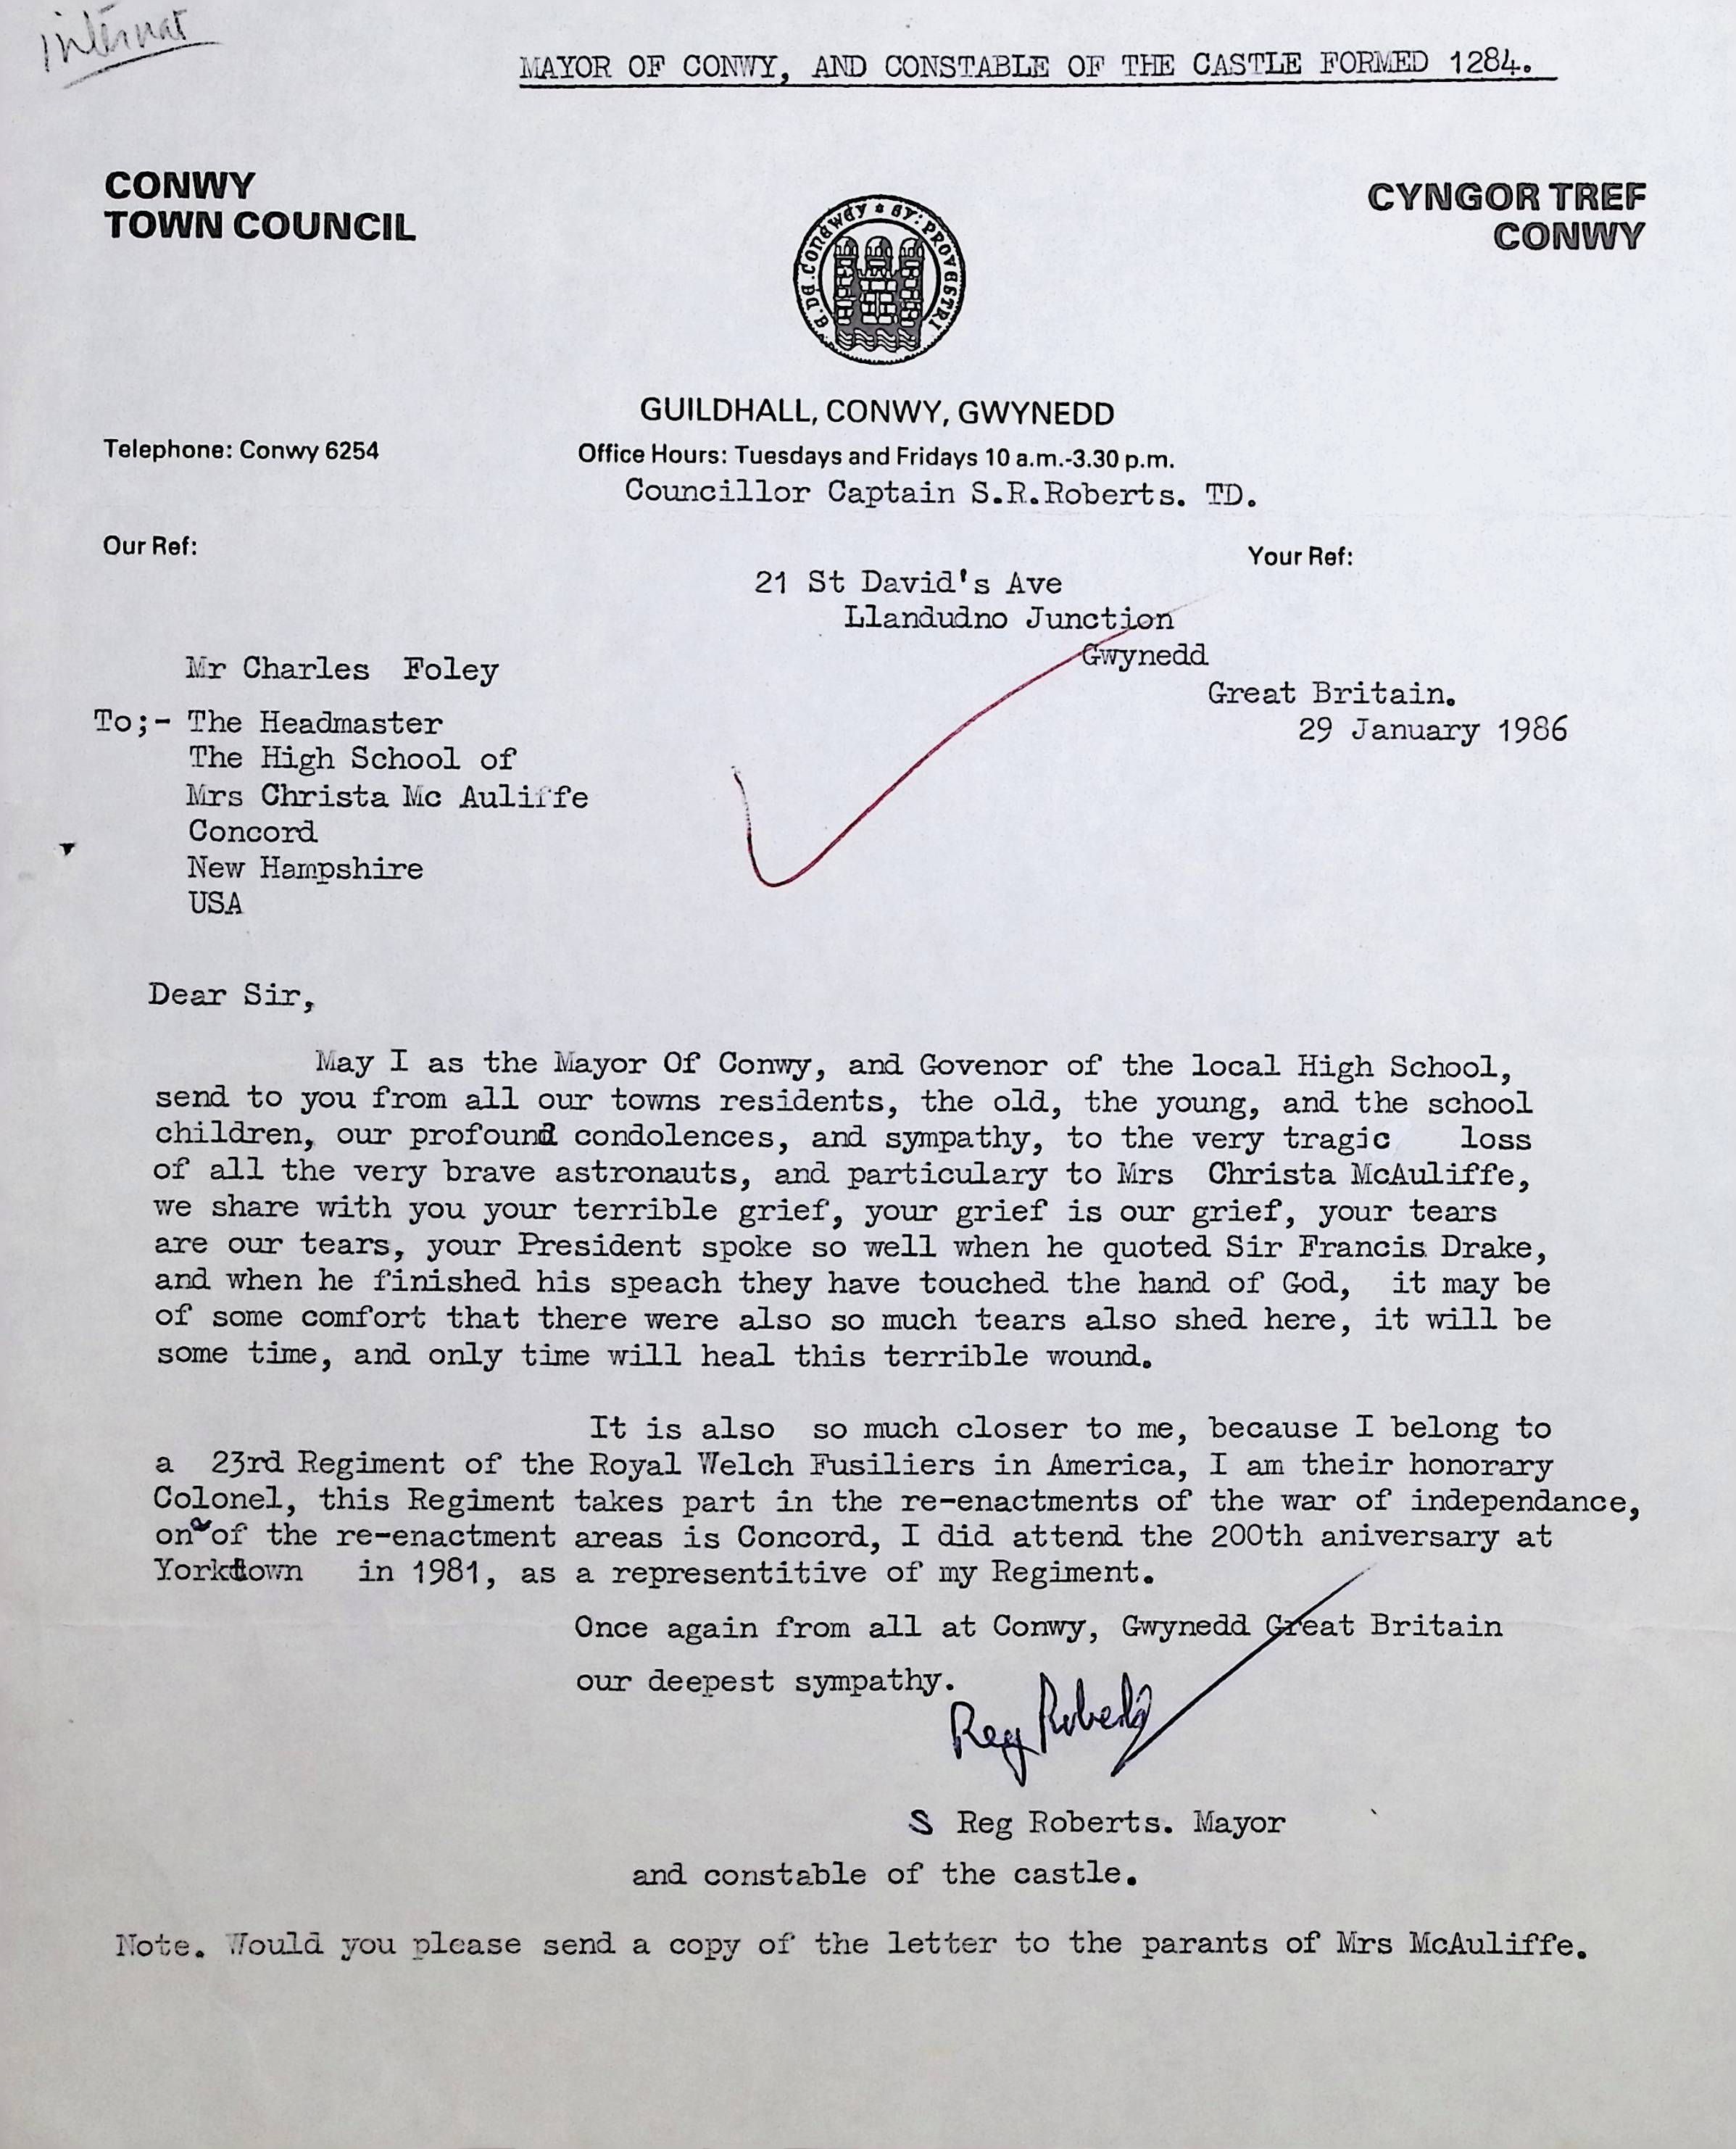 Internat
MAYOR OF CONWY, AND CONSTABLE OF THE CASTLE FORMED 1284.
CONWY
TOWN COUNCIL
CYNGOR TREF
CONWY
GUILDHALL, CONWY, GWYNEDD
Telephone: Conwy 6254
Office Hours: Tuesdays and Fridays 10 a.m.-3.30 p.m.
Councillor Captain S.R.Roberts. TD.
Our Ref:
Your Ref:
21 St David's Ave
Llandudno Junction
Gwynedd
Great Britain.
29 January 1986
Mr Charles Foley
To;- The Headmaster
The High School of
Mrs Christa Mc Auliffe
Concord
New Hampshire
USA
Dear Sir,
May I as the Mayor Of Conwy, and Govenor of the local High School,
send to you from all our towns residents, the old, the young, and the school
children, our profound condolences, and sympathy, to the very tragic loss
of all the very brave astronauts, and particulary to Mrs Christa McAuliffe,
we share with you your terrible grief, your grief is our grief, your tears
are our tears, your President spoke so well when he quoted Sir Francis Drake,
and when he finished his speach they have touched the hand of God, it may be
of some comfort that there were also so much tears also shed here, it will be
some time, and only time will heal this terrible wound.
It is also so much closer to me, because I belong to
a 23rd Regiment of the Royal Welch Fusiliers in America, I am their honorary
Colonel, this Regiment takes part in the re-enactments of the war of independance,
one of the re-enactment areas is Concord, I did attend the 200th aniversary at
Yorktown in 1981, as a representitive of my Regiment.
Once again from all at Conwy, Gwynedd Great Britain
our deepest sympathy.
Reg Roberts
S Reg Roberts. Mayor
and constable of the castle.
Note. Would you please send a copy of the letter to the parants of Mrs McAuliffe.